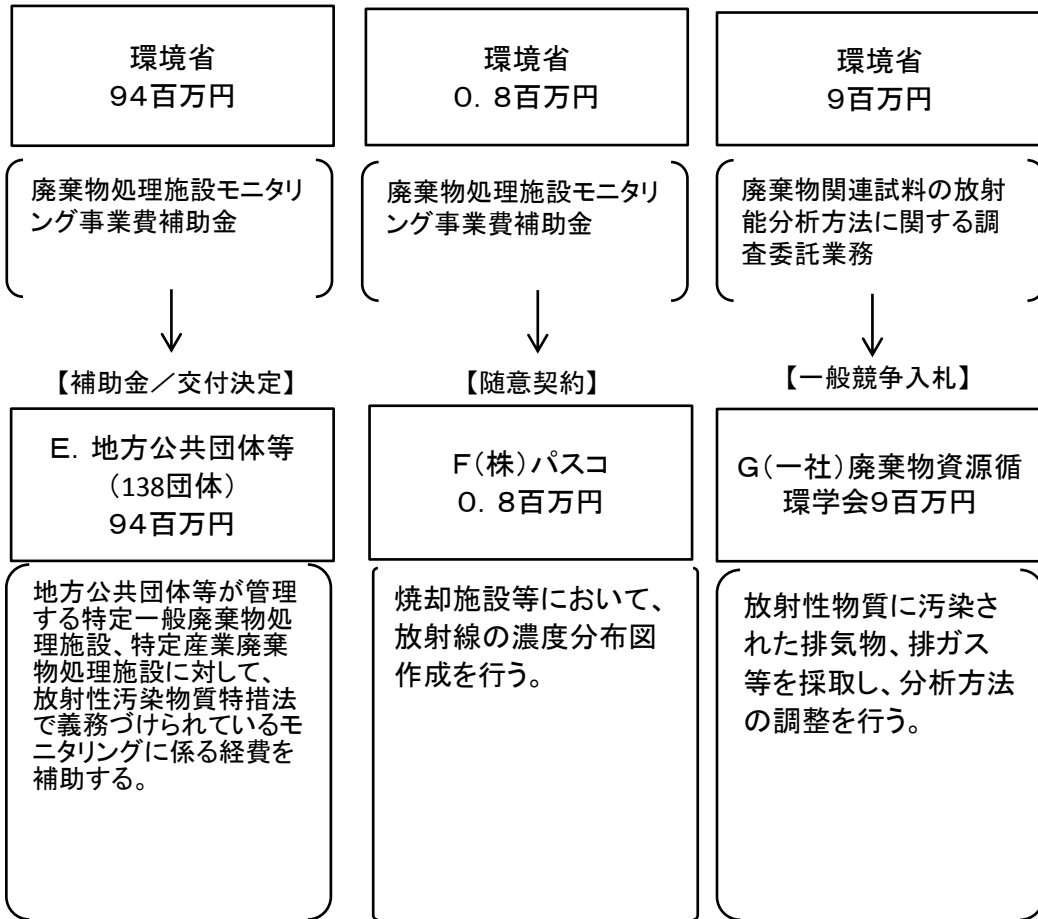 環境省
94百万円
廃棄物処理施設モニタリ
ング事業費補助金
【補助金／交付決定】
E. 地方公共団体等
(138団体)
94百万円
地方公共団体等が管理
する特定一般廃棄物処
理施設、特定産業廃棄
物処理施設に対して、
放射性汚染物質特措法
で義務づけられているモ
ニタリングに係る経費を
補助する。
環境省
0. 8百万円
廃棄物処理施設モニタリ
ング事業費補助金
【随意契約】
F(株)パスコ
0. 8百万円
焼却施設等において、
放射線の濃度分布図
作成を行う。
環境省
9百万円
廃棄物関連試料の放射
能分析方法に関する調
査委託業務
【一般競争入札】
G(一社)廃棄物資源循
環学会9百万円
放射性物質に汚染さ
れた排気物、排ガス
等を採取し、分析方法
の調整を行う。